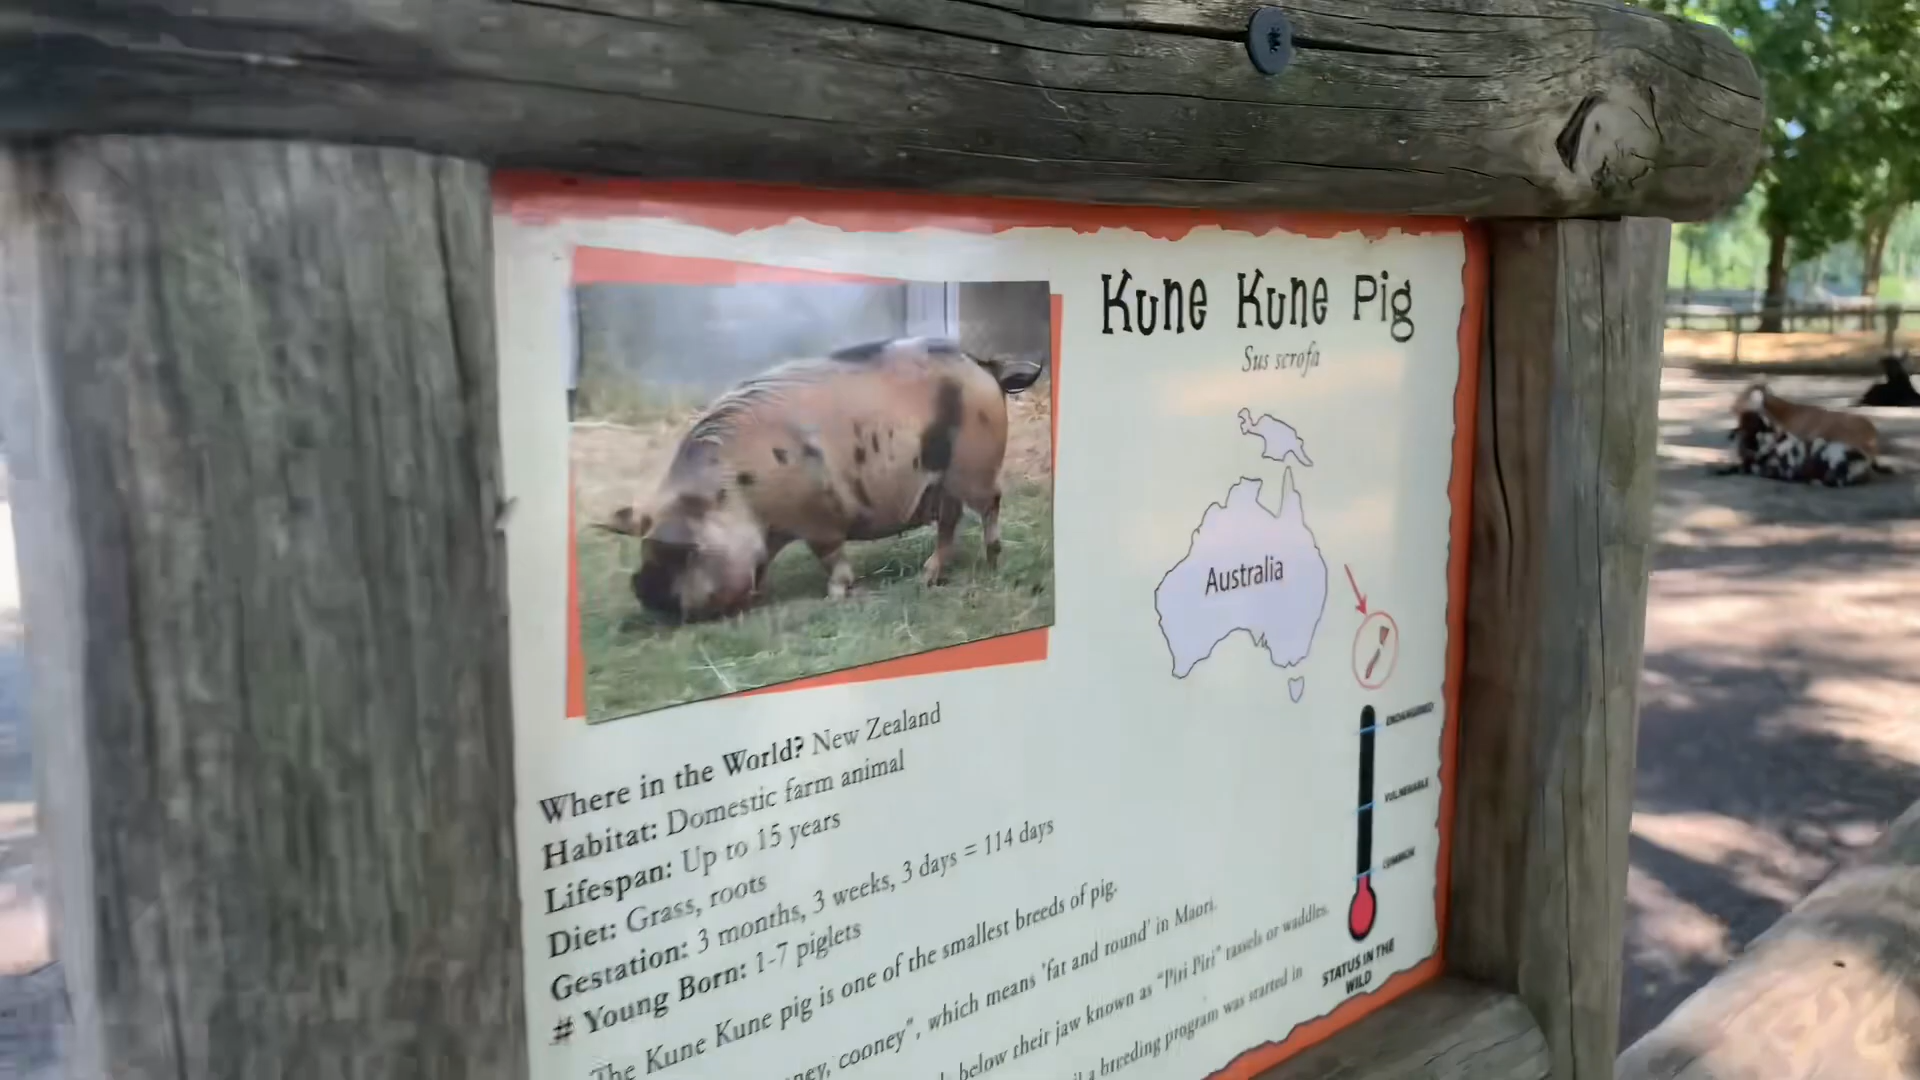 Kune Kune Pig
Sus scrofa
Australia
Where in the World? New Zealand
Habitat: Domestic farm animal
Lifespan: Up to 15 years
Diet: Grass, roots
Gestation: 3 months, 3 weeks, 3 days = 114 days
# Young Born: 1-7 piglets
The Kune Kune pig is one of the smallest breeds of pig.
cooney", which means 'fat and round' in Maori.
below their jaw known as "Piri Piri" tassels or waddles.
a breeding program was started in
ENDANGERED
VULNERABLE
COMMON
STATUS IN THE
WILD